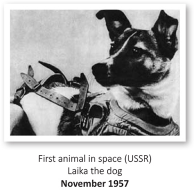 First animal in space (USSR)
Laika the dog
November 1957